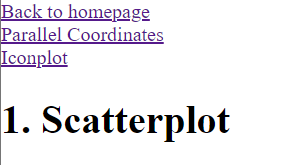 Back to homepage
Parallel Coordinates
Iconplot
1. Scatterplot